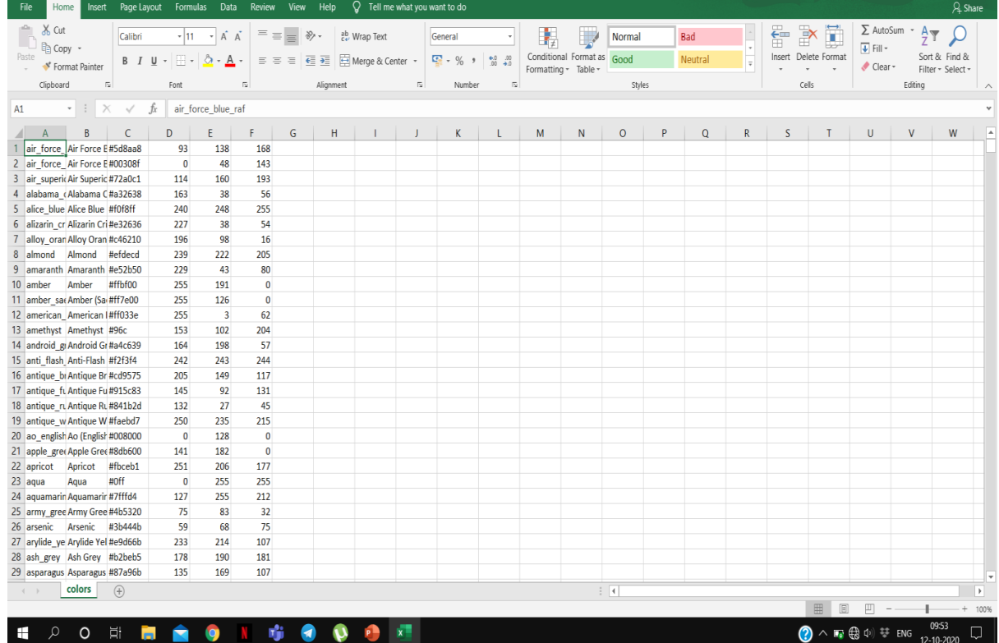 File Home Insert Page Layout Formulas Data Review View Help Tell me what you want to do Share
Cut
Copy
Format Painter
Paste
Clipboard
Calibri 11 A A
B I U A
Font
Wrap Text
Merge & Center
Alignment
General
% , .0 .00 .00 .0
Number
Conditional Formatting
Format as Table
Normal Bad
Good Neutral
Styles
Insert Delete Format
Cells
AutoSum
Fill
Clear
Sort & Filter
Find & Select
Editing
A1 fx air_force_blue_raf
A B C D E F G H I J K L M N O P Q R S T U V W
1 air_force_ Air Force B #5d8aa8 93 138 168
2 air_force_ Air Force B #00308f 0 48 143
3 air_superic Air Superic #72a0c1 114 160 193
4 alabama_c Alabama C #a32638 163 38 56
5 alice_blue Alice Blue #f0f8ff 240 248 255
6 alizarin_cr Alizarin Cri #e32636 227 38 54
7 alloy_oran Alloy Oran #c46210 196 98 16
8 almond Almond #efdecd 239 222 205
9 amaranth Amaranth #e52b50 229 43 80
10 amber Amber #ffbf00 255 191 0
11 amber_sae Amber (Sa #ff7e00 255 126 0
12 american_ American #ff033e 255 3 62
13 amethyst Amethyst #96c 153 102 204
14 android_g Android Gr #a4c639 164 198 57
15 anti_flash_ Anti-Flash #f2f3f4 242 243 244
16 antique_b Antique Br #cd9575 205 149 117
17 antique_fu Antique Fu #915c83 145 92 131
18 antique_ru Antique Ru #841b2d 132 27 45
19 antique_w Antique W #faebd7 250 235 215
20 ao_english Ao (English #008000 0 128 0
21 apple_gree Apple Gree #8db600 141 182 0
22 apricot Apricot #fbceb1 251 206 177
23 aqua Aqua #0ff 0 255 255
24 aquamarin Aquamarin #7fffd4 127 255 212
25 army_gree Army Gree #4b5320 75 83 32
26 arsenic Arsenic #3b444b 59 68 75
27 arylide_ye Arylide Yel #e9d66b 233 214 107
28 ash_grey Ash Grey #b2beb5 178 190 181
29 asparagus Asparagus #87a96b 135 169 107
colors
100%
ENG 09:53
12-10-2020